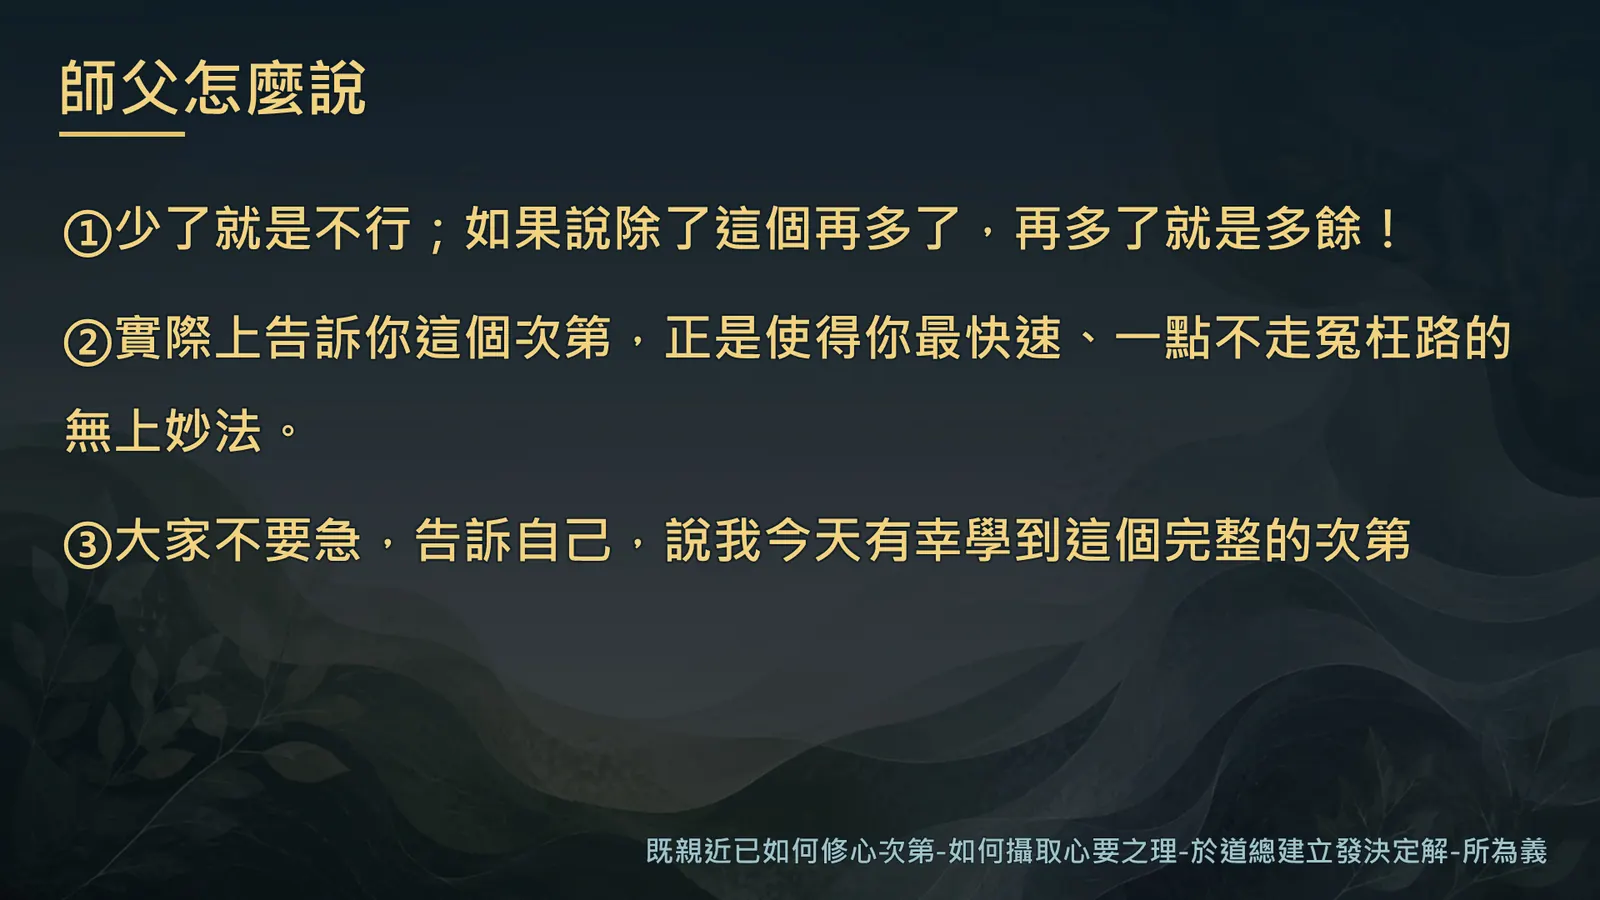 師父怎麼說
①少了就是不行；如果說除了這個再多了，再多了就是多餘！
②實際上告訴你這個次第，正是使得你最快速、一點不走冤枉路的
無上妙法。
③大家不要急，告訴自己，說我今天有幸學到這個完整的次第
既親近已如何修心次第-如何攝取心要之理-於道總建立發決定解-所為義